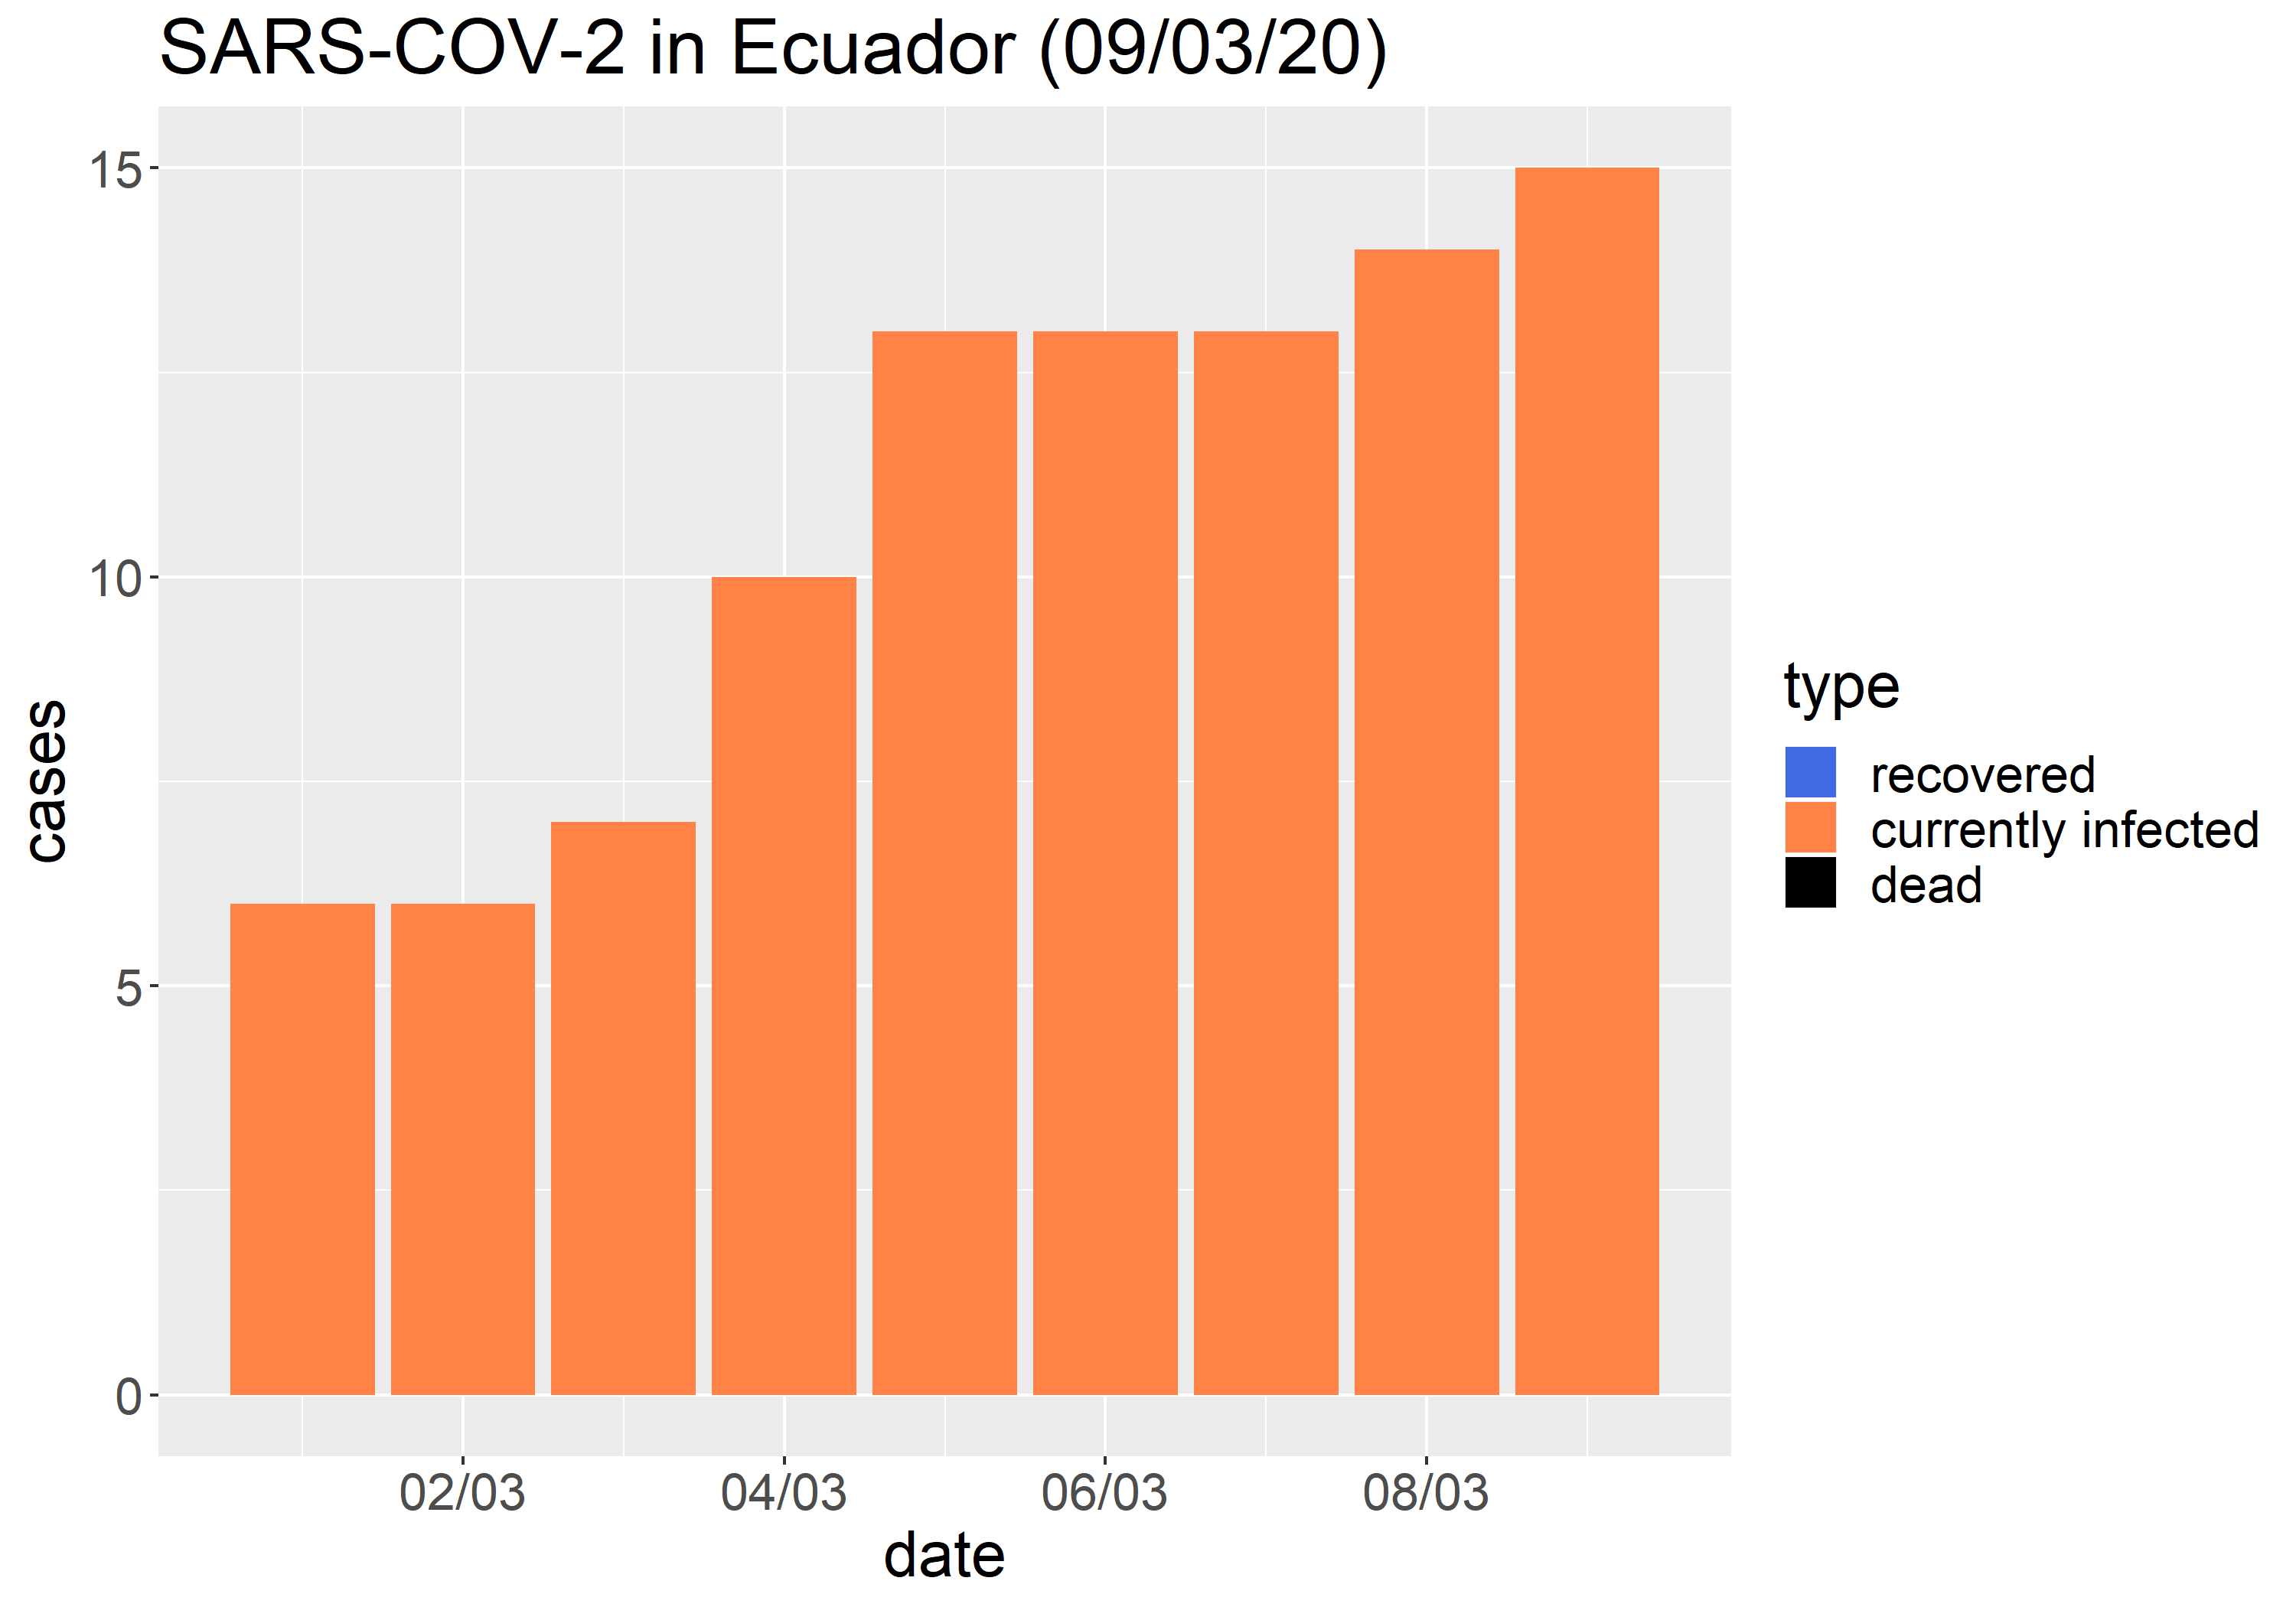 SARS-COV-2 in Ecuador (09/03/20)
15
10
5
0
cases
02/03 04/03 06/03 08/03
date
type
recovered
currently infected
dead